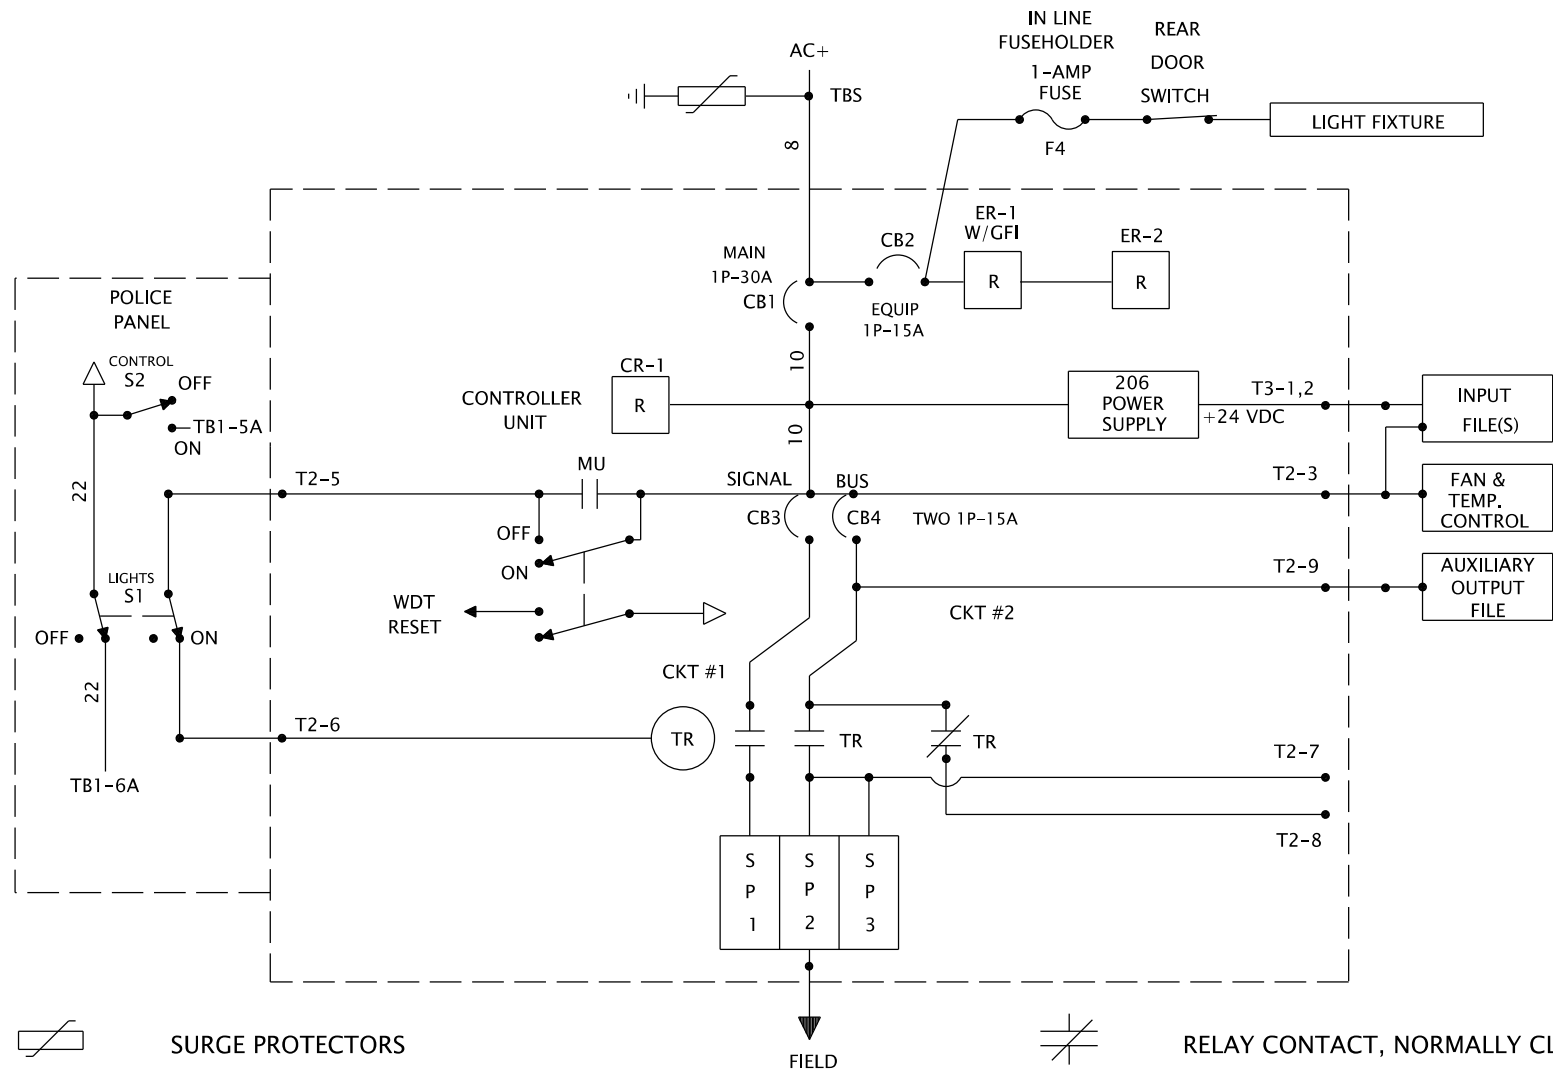 IN LINE
FUSEHOLDER
1-AMP
FUSE
F4
REAR
DOOR
SWITCH
LIGHT FIXTURE
AC+
TBS
8
MAIN
1P-30A
CB1
CB2
EQUIP
1P-15A
ER-1
W/GFI
R
ER-2
R
POLICE
PANEL
CONTROL
S2
OFF
TB1-5A
ON
22
LIGHTS
S1
OFF
ON
22
TB1-6A
10
CR-1
R
CONTROLLER
UNIT
206
POWER
SUPPLY
T3-1,2
+24 VDC
INPUT
FILE(S)
10
T2-5
MU
SIGNAL
BUS
CB3
CB4
TWO 1P-15A
T2-3
FAN &
TEMP.
CONTROL
OFF
ON
WDT
RESET
T2-9
AUXILIARY
OUTPUT
FILE
CKT #2
CKT #1
T2-6
TR
TR
TR
T2-7
T2-8
S
P
1
S
P
2
S
P
3
FIELD
SURGE PROTECTORS
RELAY CONTACT, NORMALLY CL